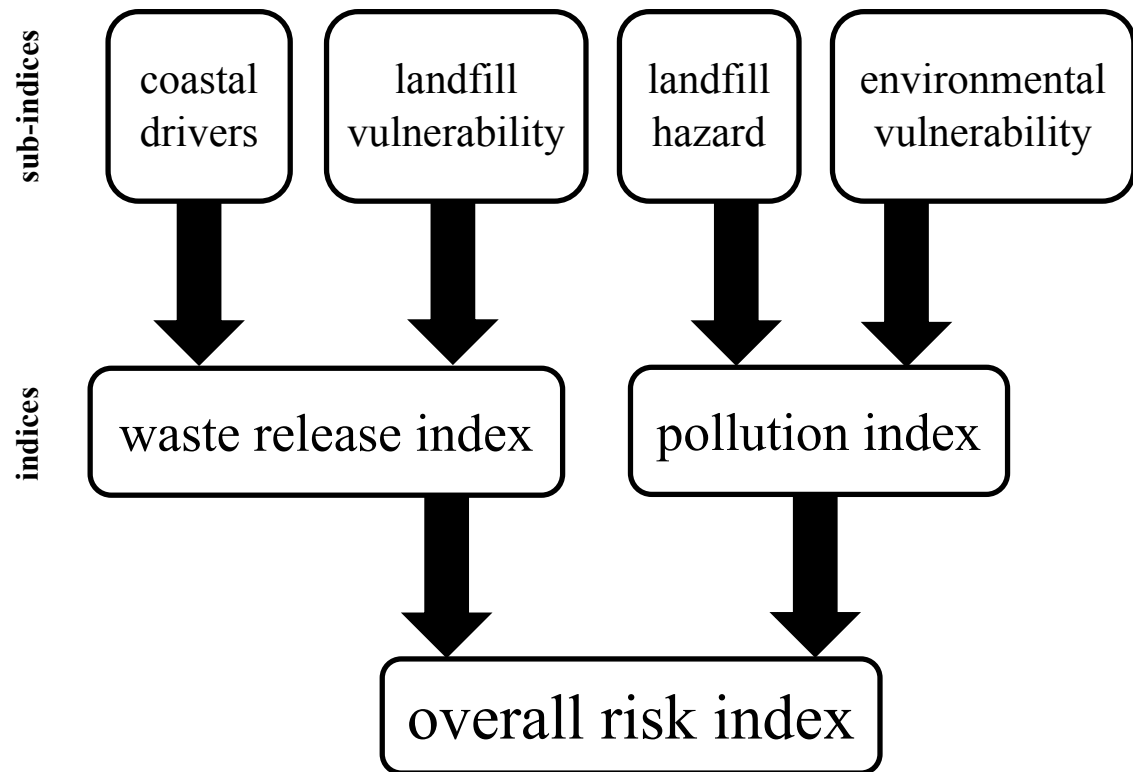 sub-indices
coastal
drivers
landfill
vulnerability
landfill
hazard
environmental
vulnerability
indices
waste release index
pollution index
overall risk index